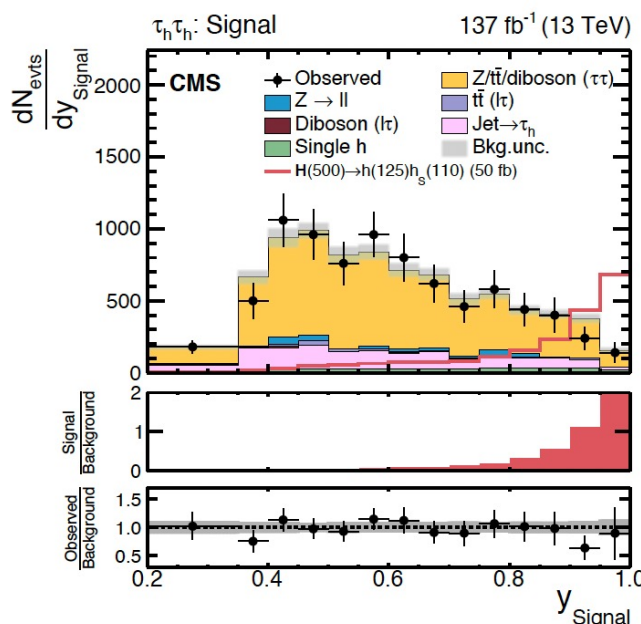 τhτh: Signal 137 fb⁻¹ (13 TeV)
dNevts
dySignal
CMS
Observed
Z/tt̄/diboson (ττ)
Z → ll
tt̄ (lτ)
Diboson (lτ)
Jet→τh
Single h
Bkg.unc.
H(500)→h(125)hS(110) (50 fb)
2000
1500
1000
500
0
Signal
Background
2
1
0
Observed
Background
1.5
1.0
0.5
0.2 0.4 0.6 0.8 1.0
ySignal